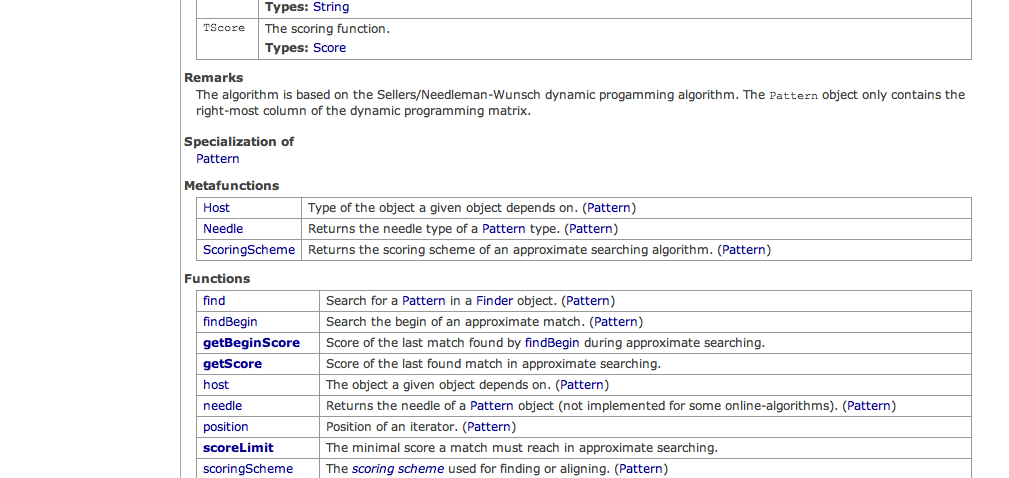 Types: String
TScore The scoring function.
Types: Score
Remarks
The algorithm is based on the Sellers/Needleman-Wunsch dynamic progamming algorithm. The Pattern object only contains the
right-most column of the dynamic programming matrix.
Specialization of
Pattern
Metafunctions
Host Type of the object a given object depends on. (Pattern)
Needle Returns the needle type of a Pattern type. (Pattern)
ScoringScheme Returns the scoring scheme of an approximate searching algorithm. (Pattern)
Functions
find Search for a Pattern in a Finder object. (Pattern)
findBegin Search the begin of an approximate match. (Pattern)
getBeginScore Score of the last match found by findBegin during approximate searching.
getScore Score of the last found match in approximate searching.
host The object a given object depends on. (Pattern)
needle Returns the needle of a Pattern object (not implemented for some online-algorithms). (Pattern)
position Position of an iterator. (Pattern)
scoreLimit The minimal score a match must reach in approximate searching.
scoringScheme The scoring scheme used for finding or aligning. (Pattern)